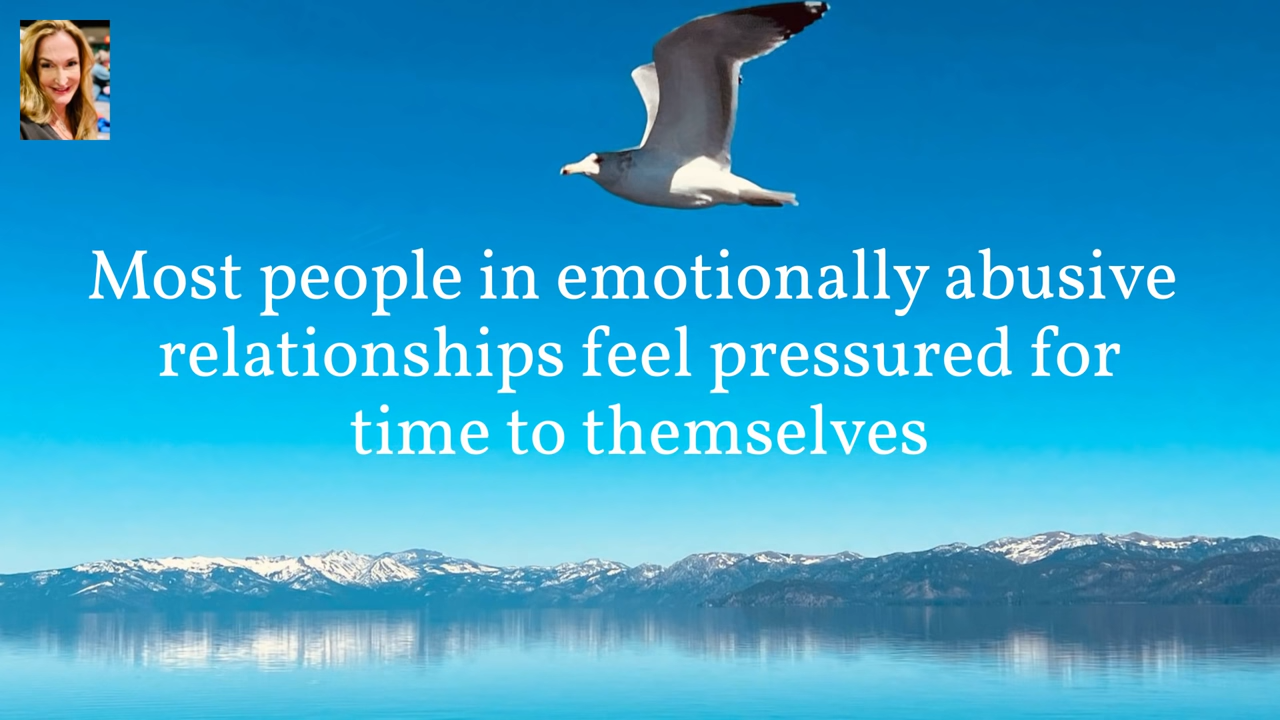 Most people in emotionally abusive
relationships feel pressured for
time to themselves